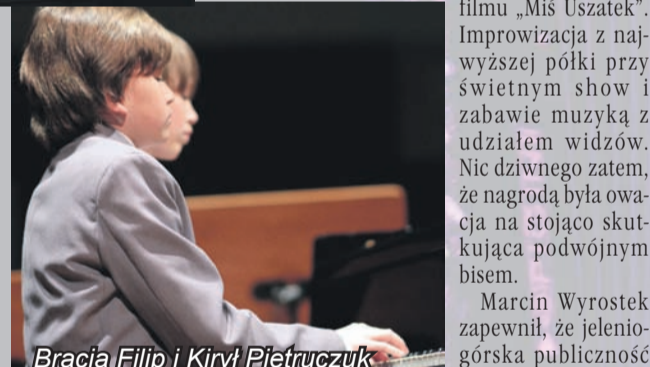 Bracia Filip i Kirył Pietruczuk
filmu „Miś Uszatek”.
Improwizacja z naj-
wyższej półki przy
świetnym show i
zabawie muzyką z
udziałem widzów.
Nic dziwnego zatem,
że nagrodą była owa-
cja na stojąco skut-
kująca podwójnym
bisem.
Marcin Wyrostek
zapewnił, że jelenio-
górska publiczność